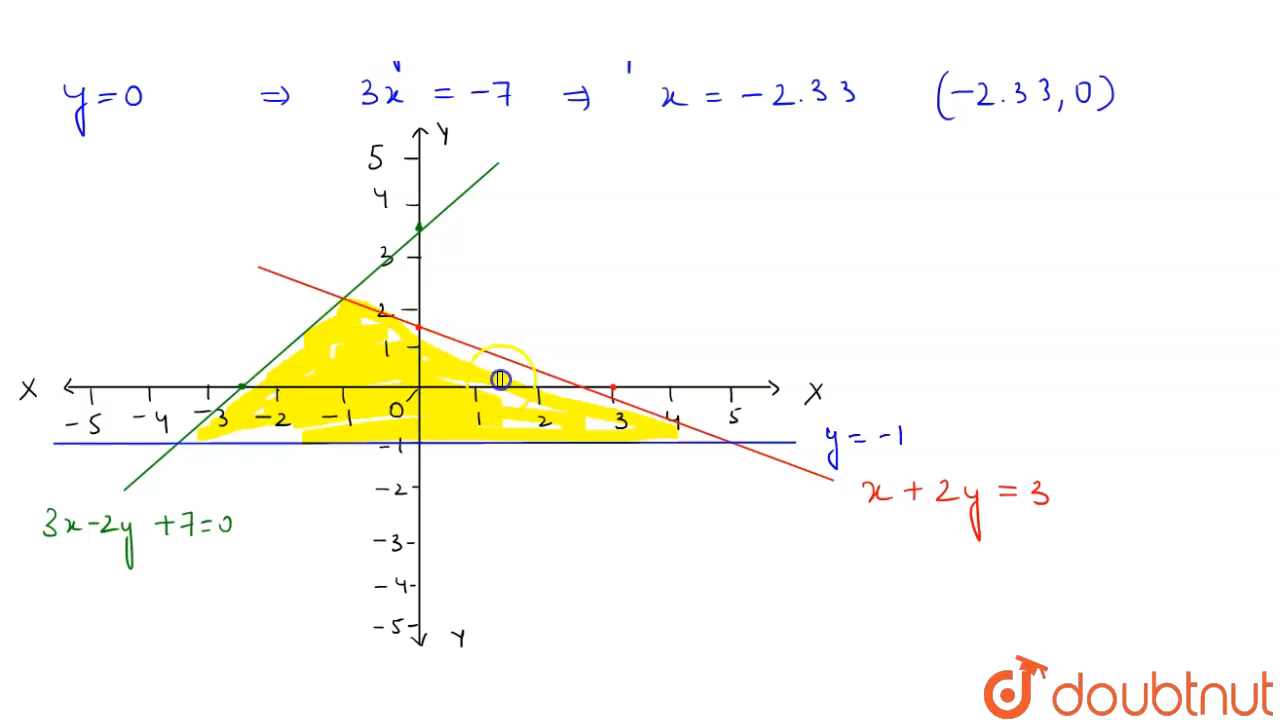 y = 0 ⇒ 3x = -7 ⇒ x = -2.33 (-2.33, 0)
Y
5
4
3
2
1
X -5 -4 -3 -2 -1 0 1 2 3 4 5 X
-1
y = -1
-2
x + 2y = 3
3x - 2y + 7 = 0
-3
-4
-5
Y
doubtnut